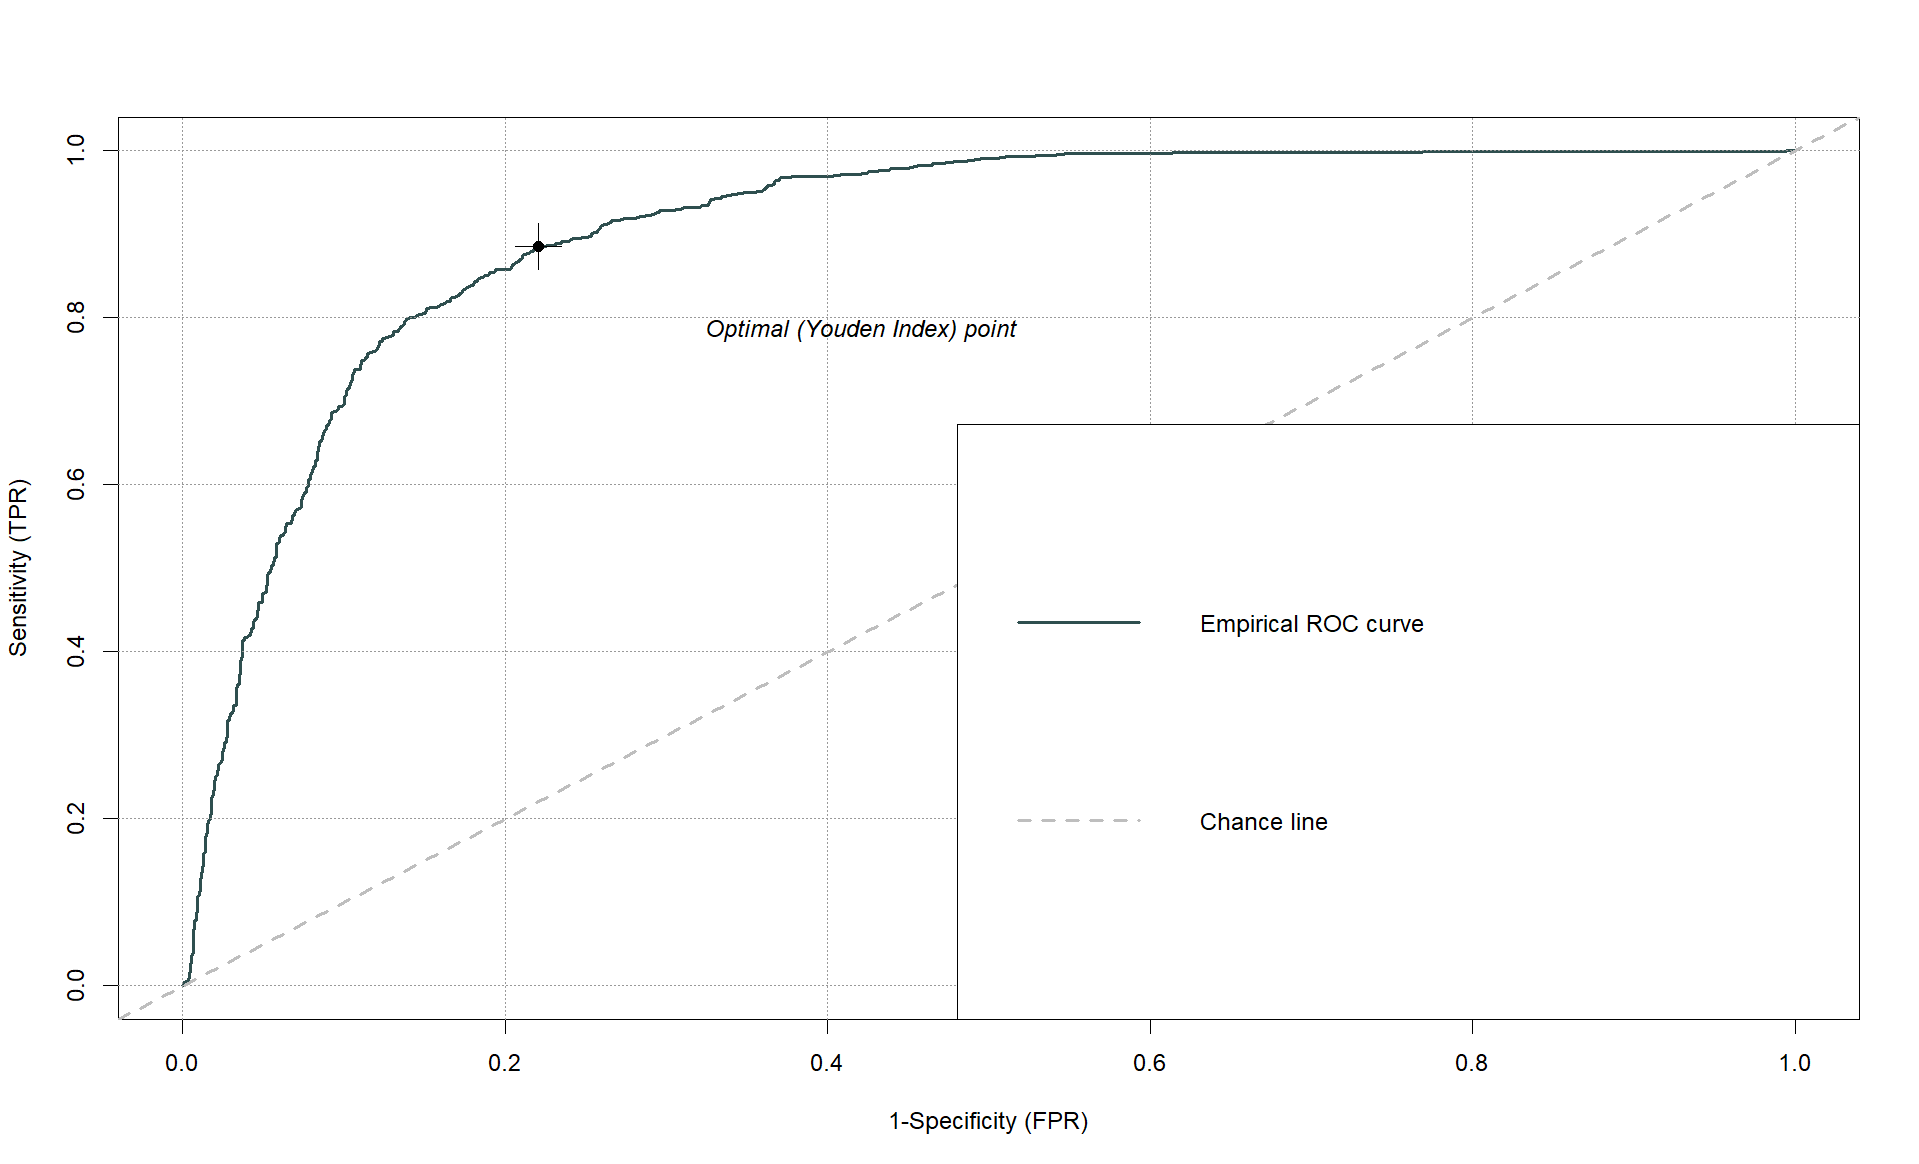 1.0
0.8
0.6
0.4
0.2
0.0
Sensitivity (TPR)
Optimal (Youden Index) point
Empirical ROC curve
Chance line
0.0 0.2 0.4 0.6 0.8 1.0
1-Specificity (FPR)